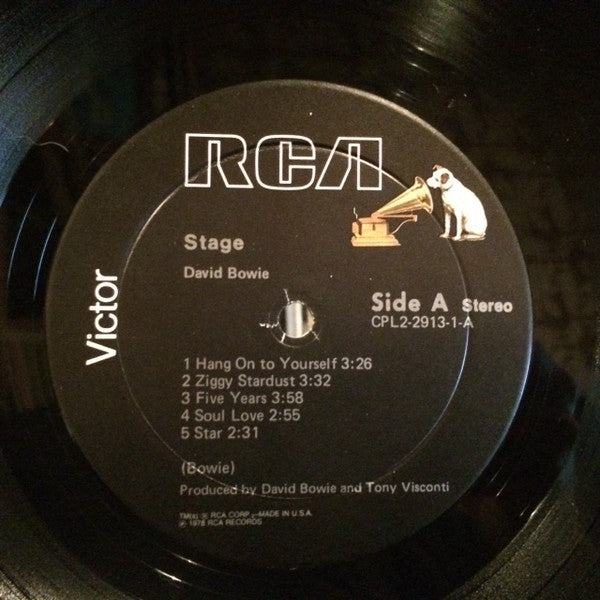 RCA
Stage
David Bowie
Victor
Side A Stereo
CPL2-2913-1-A
1 Hang On to Yourself 3:26
2 Ziggy Stardust 3:32
3 Five Years 3:58
4 Soul Love 2:55
5 Star 2:31
(Bowie)
Produced by David Bowie and Tony Visconti
TM(s) ® RCA CORP.—MADE IN U.S.A.
℗ 1978 RCA RECORDS